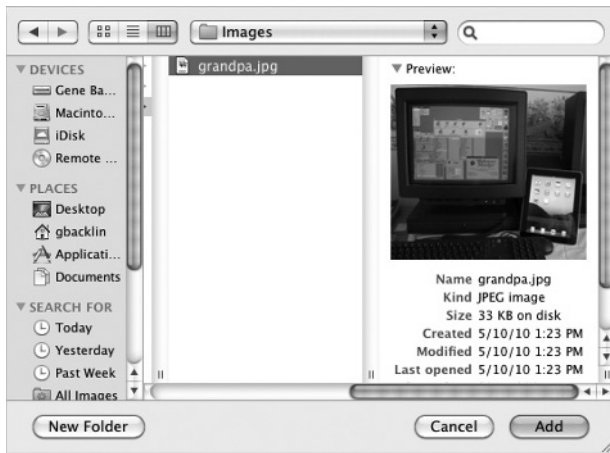 Images
DEVICES
Gene Ba...
Macinto...
iDisk
Remote ...
PLACES
Desktop
gbacklin
Applicati...
Documents
SEARCH FOR
Today
Yesterday
Past Week
All Images
grandpa.jpg
Preview:
Name grandpa.jpg
Kind JPEG image
Size 33 KB on disk
Created 5/10/10 1:23 PM
Modified 5/10/10 1:23 PM
Last opened 5/10/10 1:23 PM
New Folder
Cancel
Add